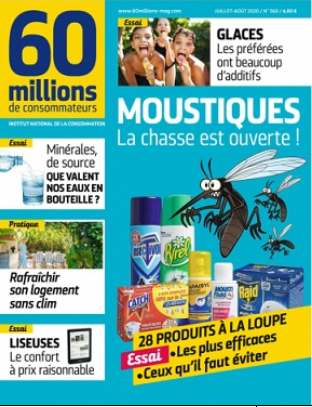 www.60millions-mag.com
JUILLET-AOÛT 2020 / N° 560 / 4,80 €
60
millions
de consommateurs
INSTITUT NATIONAL DE LA CONSOMMATION
Essai
GLACES
Les préférées
ont beaucoup
d'additifs
MOUSTIQUES
La chasse est ouverte !
Essai
Minérales,
de source
QUE VALENT
NOS EAUX EN
BOUTEILLE ?
Pratique
Rafraîchir
son logement
sans clim
Essai
LISEUSES
Le confort
à prix raisonnable
CATCH
Raid
28 PRODUITS À LA LOUPE
Essai • Les plus efficaces
• Ceux qu'il faut éviter